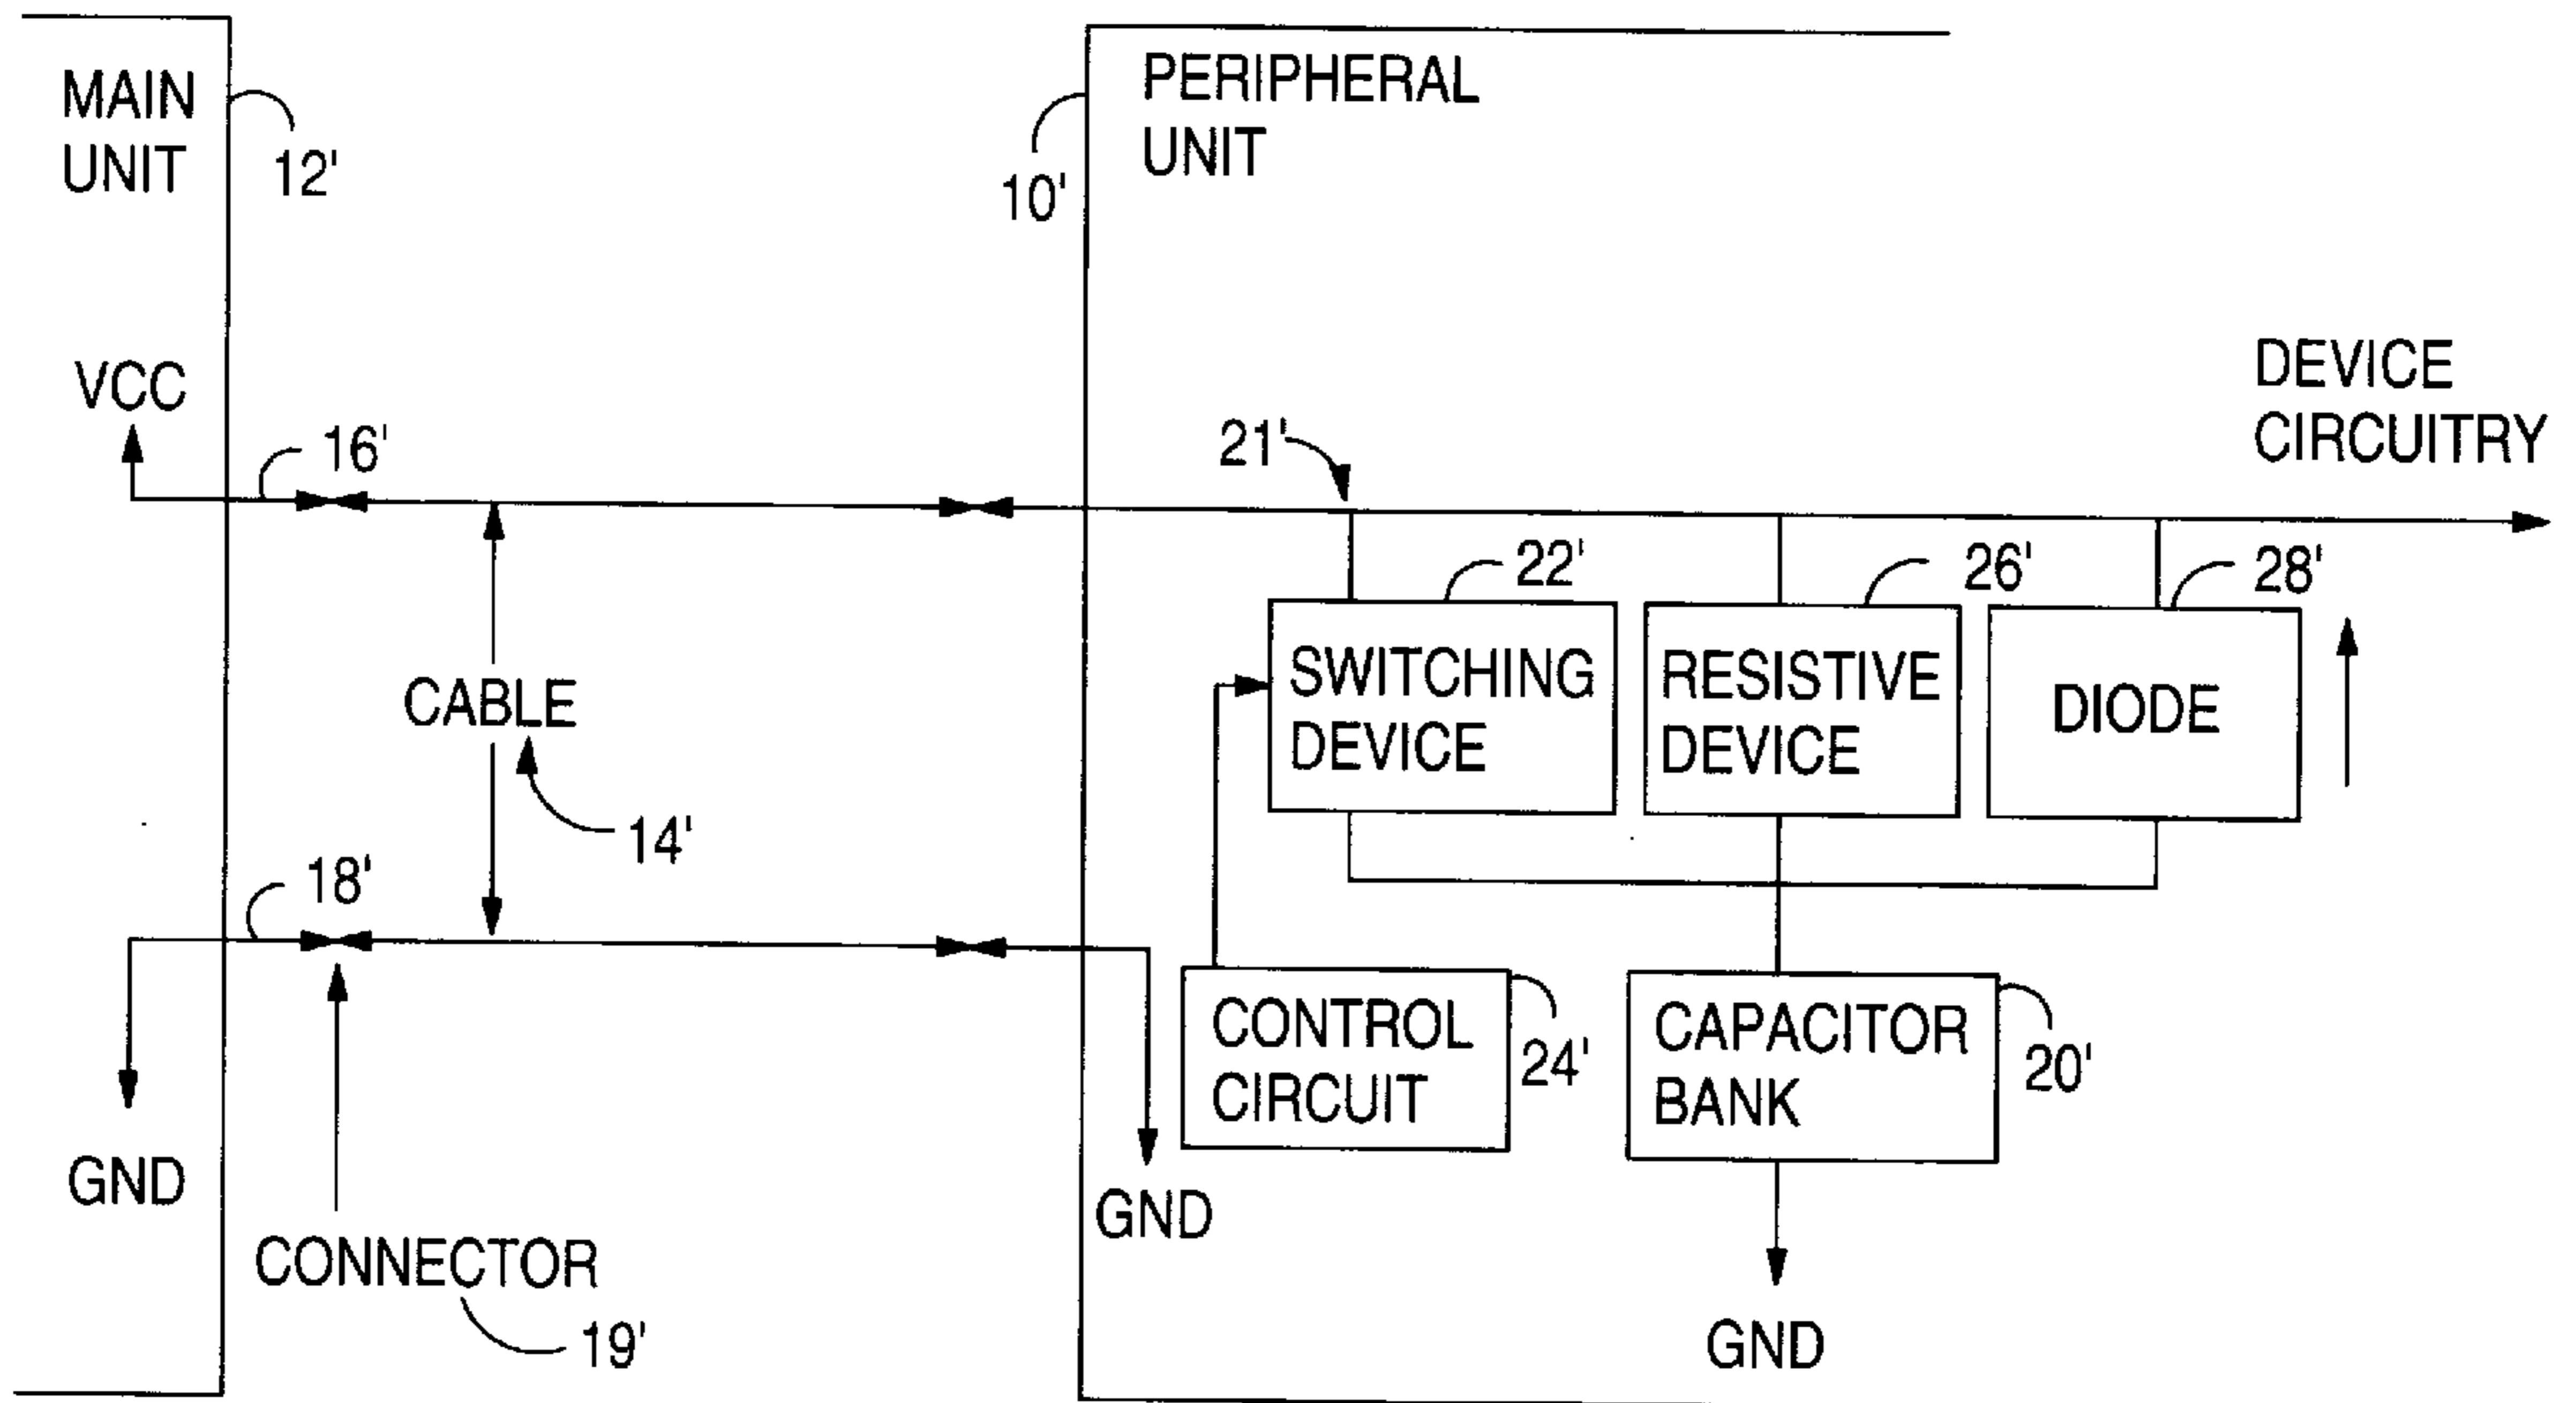 MAIN
UNIT
12'
PERIPHERAL
UNIT
10'
VCC
16'
21'
DEVICE
CIRCUITRY
22'
26'
28'
SWITCHING
DEVICE
RESISTIVE
DEVICE
DIODE
CABLE
14'
18'
CONTROL
CIRCUIT
24'
CAPACITOR
BANK
20'
GND
GND
CONNECTOR
19'
GND